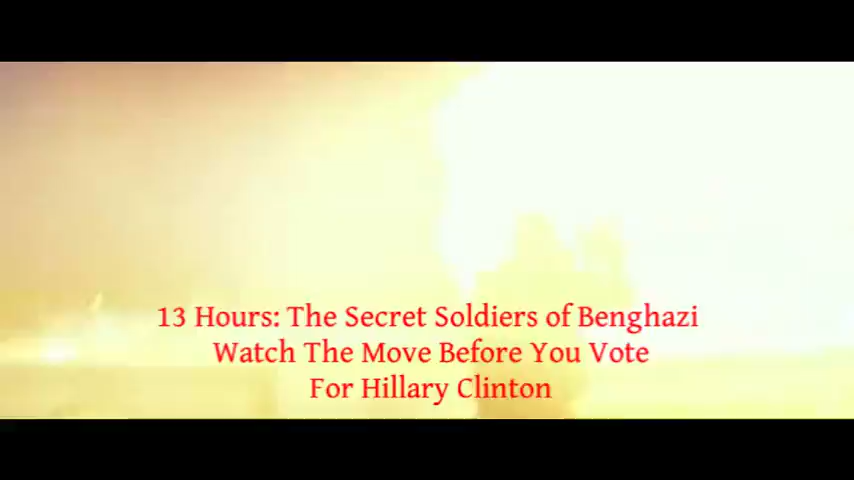 13 Hours: The Secret Soldiers of Benghazi
Watch The Move Before You Vote
For Hillary Clinton